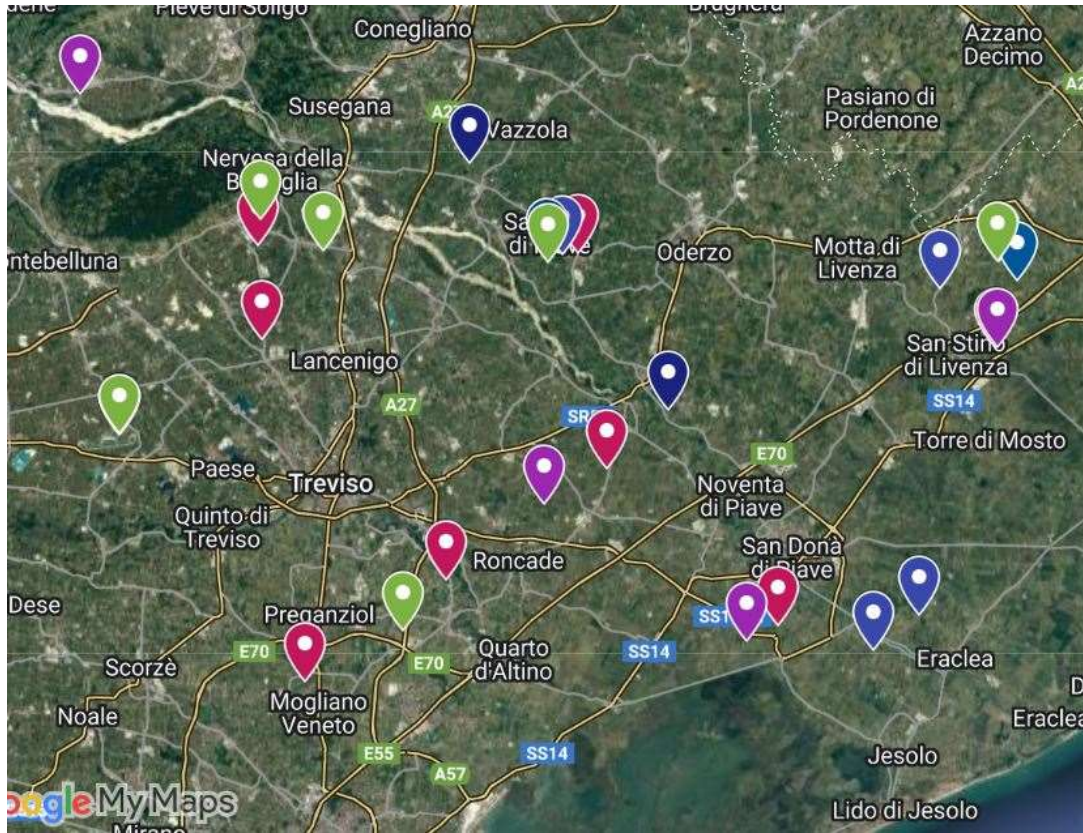 Pieve di Soligo
Brugnera
Conegliano
Azzano
Decimo
Susegana
A27
Vazzola
Pasiano di
Pordenone
Nervesa della
Oderzo
Motta di
Livenza
Lancenigo
San Stino
di Livenza
A27
SS14
Torre di Mosto
E70
Paese
Treviso
Noventa
di Piave
Quinto di
Treviso
San Donà
di Piave
Roncade
Dese
Preganziol
E70
E70
Quarto
d'Altino
SS14
Eraclea
Scorzè
Mogliano
Veneto
Noale
Eraclea
E55
SS14
A57
Jesolo
Google My Maps
Lido di Jesolo
Mirano